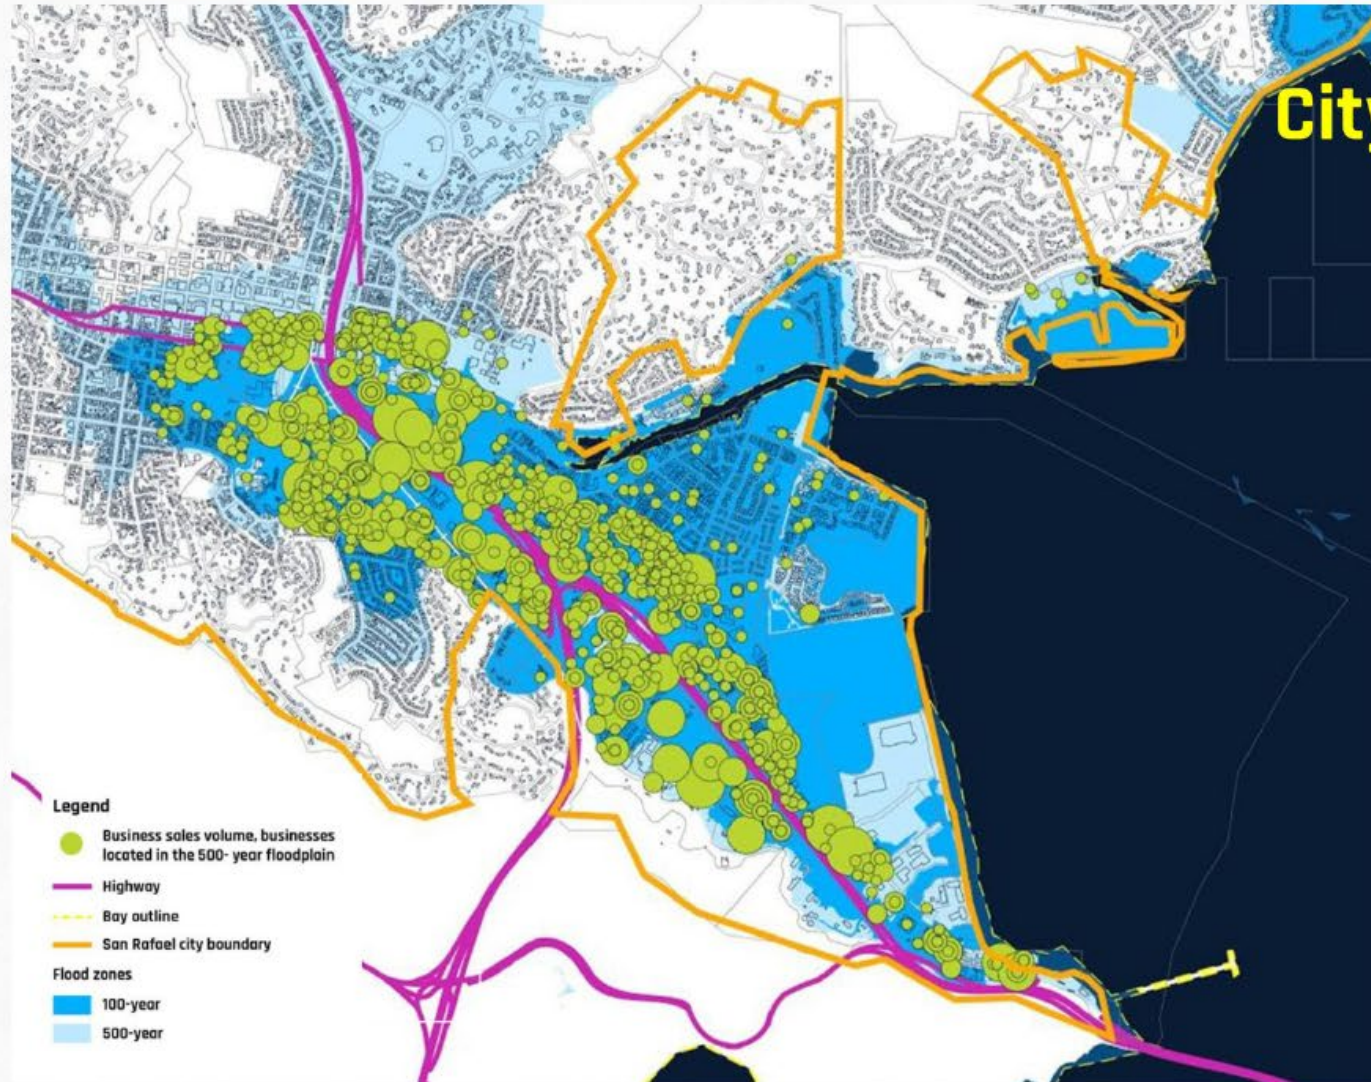 City
Legend
Business sales volume, businesses
located in the 500- year floodplain
Highway
Bay outline
San Rafael city boundary
Flood zones
100-year
500-year